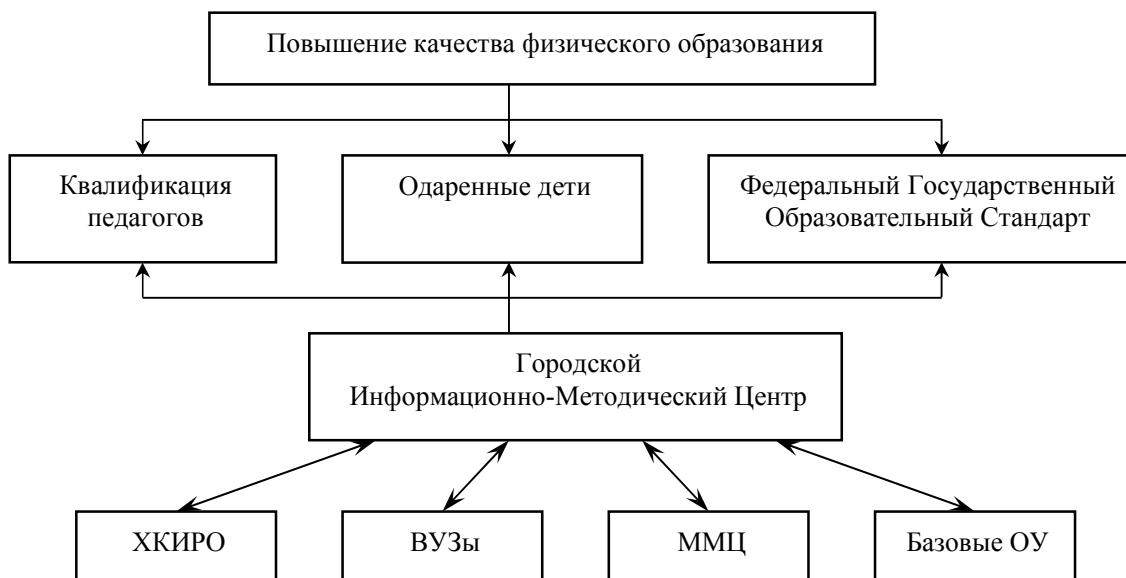 Повышение качества физического образования
Квалификация
педагогов
Одаренные дети
Федеральный Государственный
Образовательный Стандарт
Городской
Информационно-Методический Центр
ХКИРО
ВУЗы
ММЦ
Базовые ОУ